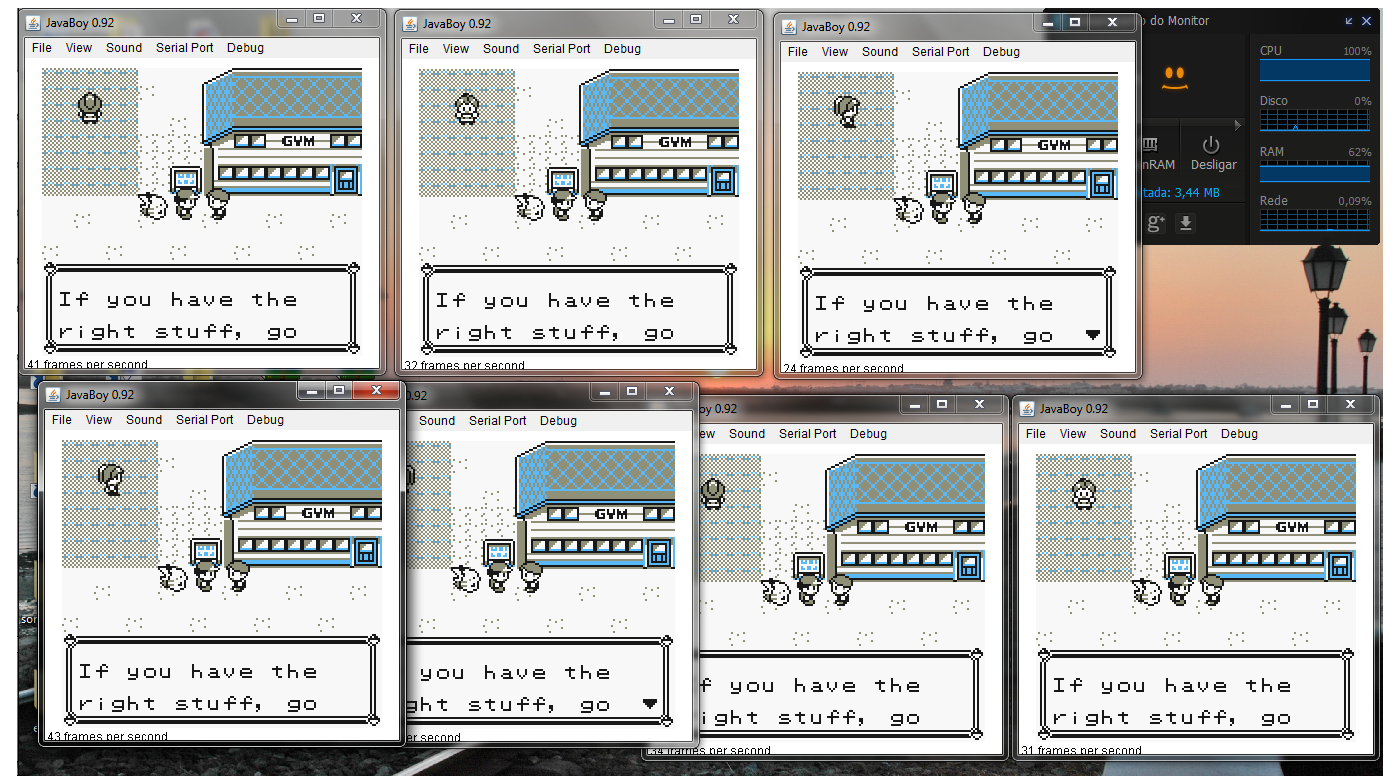 JavaBoy 0.92
File View Sound Serial Port Debug
GYM
If you have the
right stuff, go
41 frames per second
JavaBoy 0.92
File View Sound Serial Port Debug
GYM
If you have the
right stuff, go
32 frames per second
JavaBoy 0.92
File View Sound Serial Port Debug
GYM
If you have the
right stuff, go
24 frames per second
do Monitor
CPU 100%
Disco 0%
RAM 62%
Rede 0,09%
nRAM Desligar
tada: 3,44 MB
g+
JavaBoy 0.92
File View Sound Serial Port Debug
GYM
If you have the
right stuff, go
43 frames per second
0.92
Sound Serial Port Debug
GYM
you have the
ght stuff, go
per second
oy 0.92
ew Sound Serial Port Debug
GYM
f you have the
ight stuff, go
34 frames per second
JavaBoy 0.92
File View Sound Serial Port Debug
GYM
If you have the
right stuff, go
31 frames per second